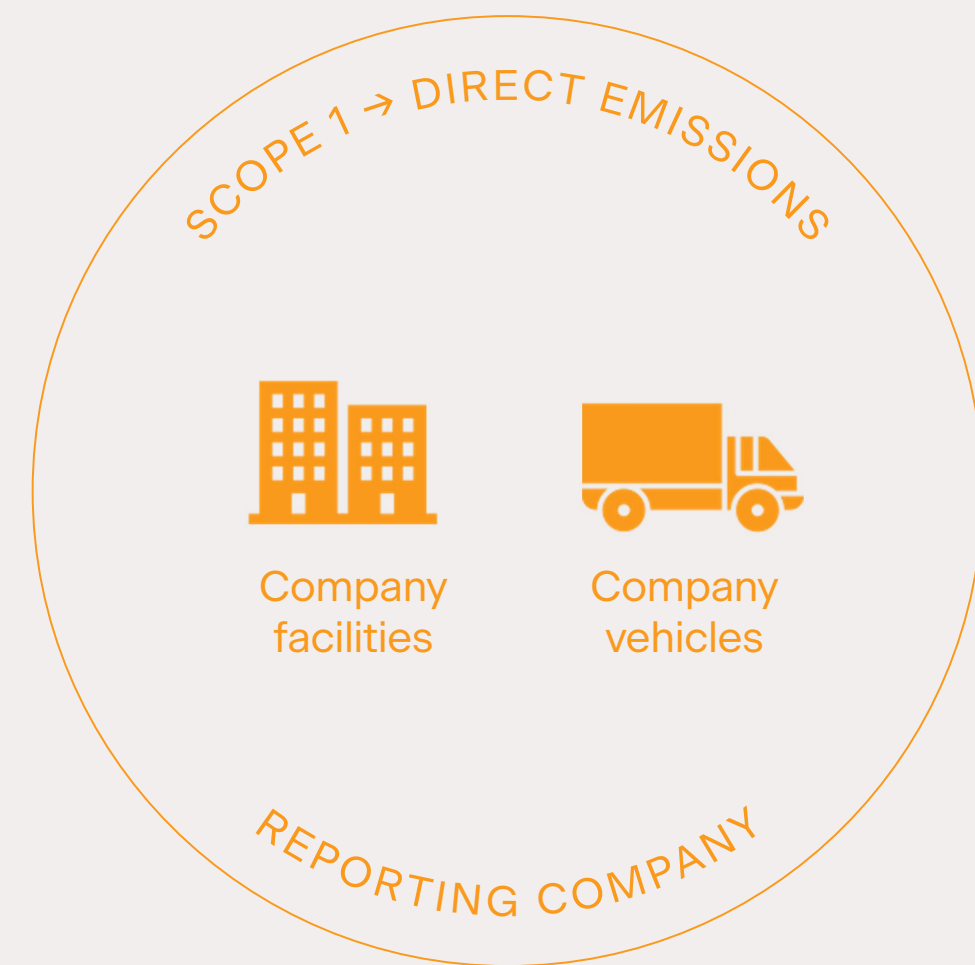 SCOPE 1 → DIRECT EMISSIONS
Company
facilities
Company
vehicles
REPORTING COMPANY